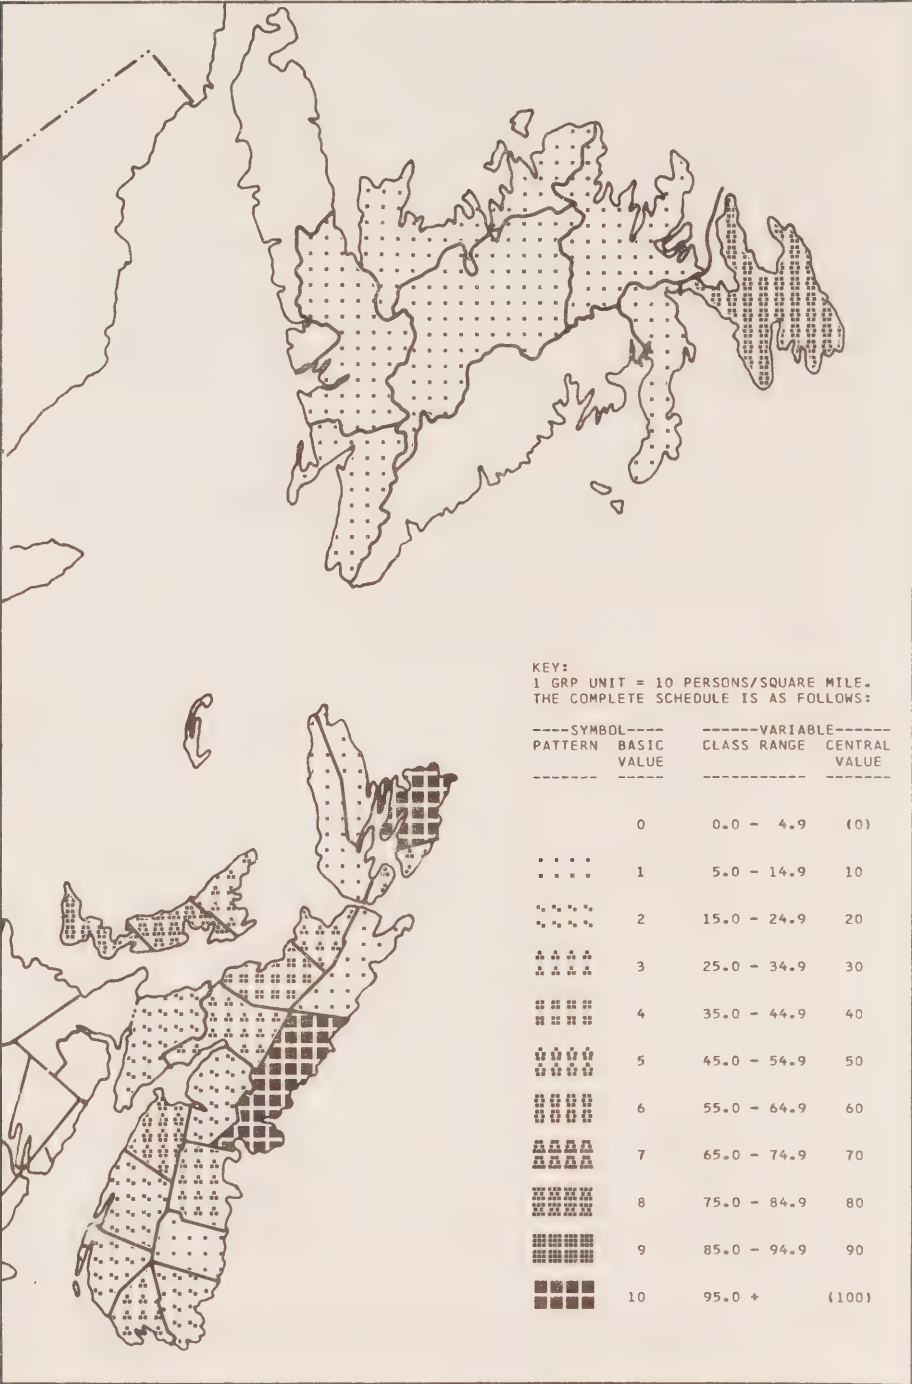 KEY:
1 GRP UNIT = 10 PERSONS/SQUARE MILE.
THE COMPLETE SCHEDULE IS AS FOLLOWS:
----SYMBOL---- ------VARIABLE------
PATTERN BASIC CLASS RANGE CENTRAL
VALUE VALUE
------- ----- ----------- -------
0 0.0 - 4.9 (0)
1 5.0 - 14.9 10
2 15.0 - 24.9 20
3 25.0 - 34.9 30
4 35.0 - 44.9 40
5 45.0 - 54.9 50
6 55.0 - 64.9 60
7 65.0 - 74.9 70
8 75.0 - 84.9 80
9 85.0 - 94.9 90
10 95.0 + (100)